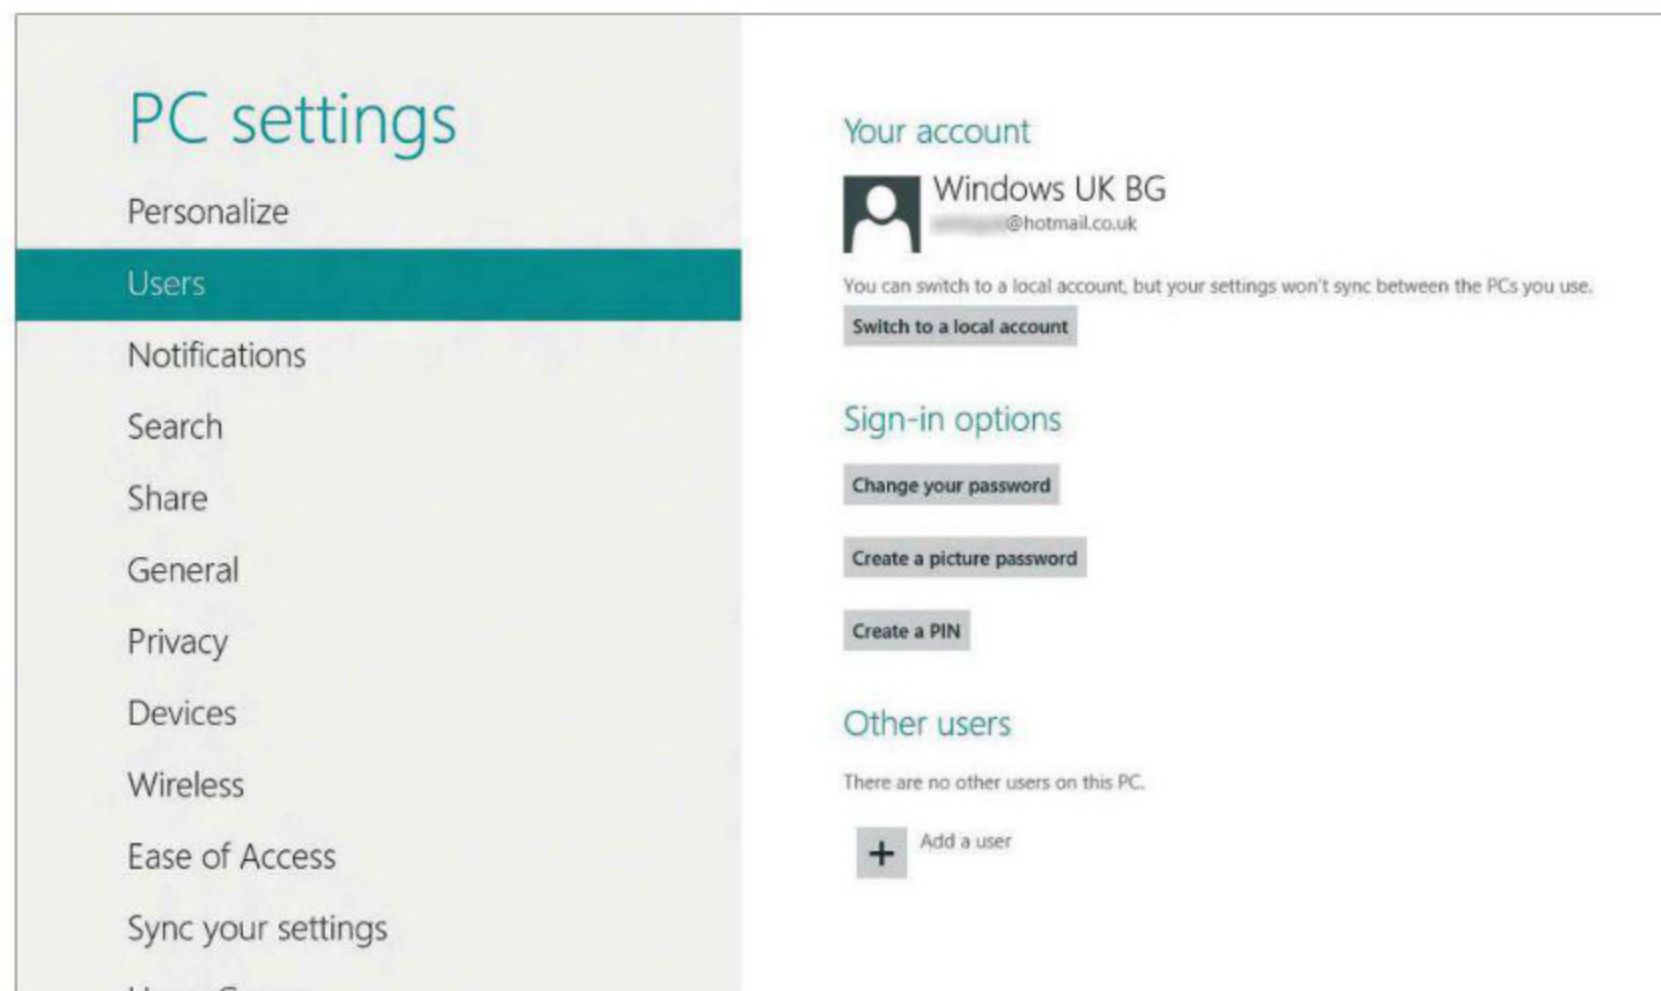 PC settings
Personalize
Users
Notifications
Search
Share
General
Privacy
Devices
Wireless
Ease of Access
Sync your settings
Your account
Windows UK BG
@hotmail.co.uk
You can switch to a local account, but your settings won't sync between the PCs you use.
Switch to a local account
Sign-in options
Change your password
Create a picture password
Create a PIN
Other users
There are no other users on this PC.
+ Add a user